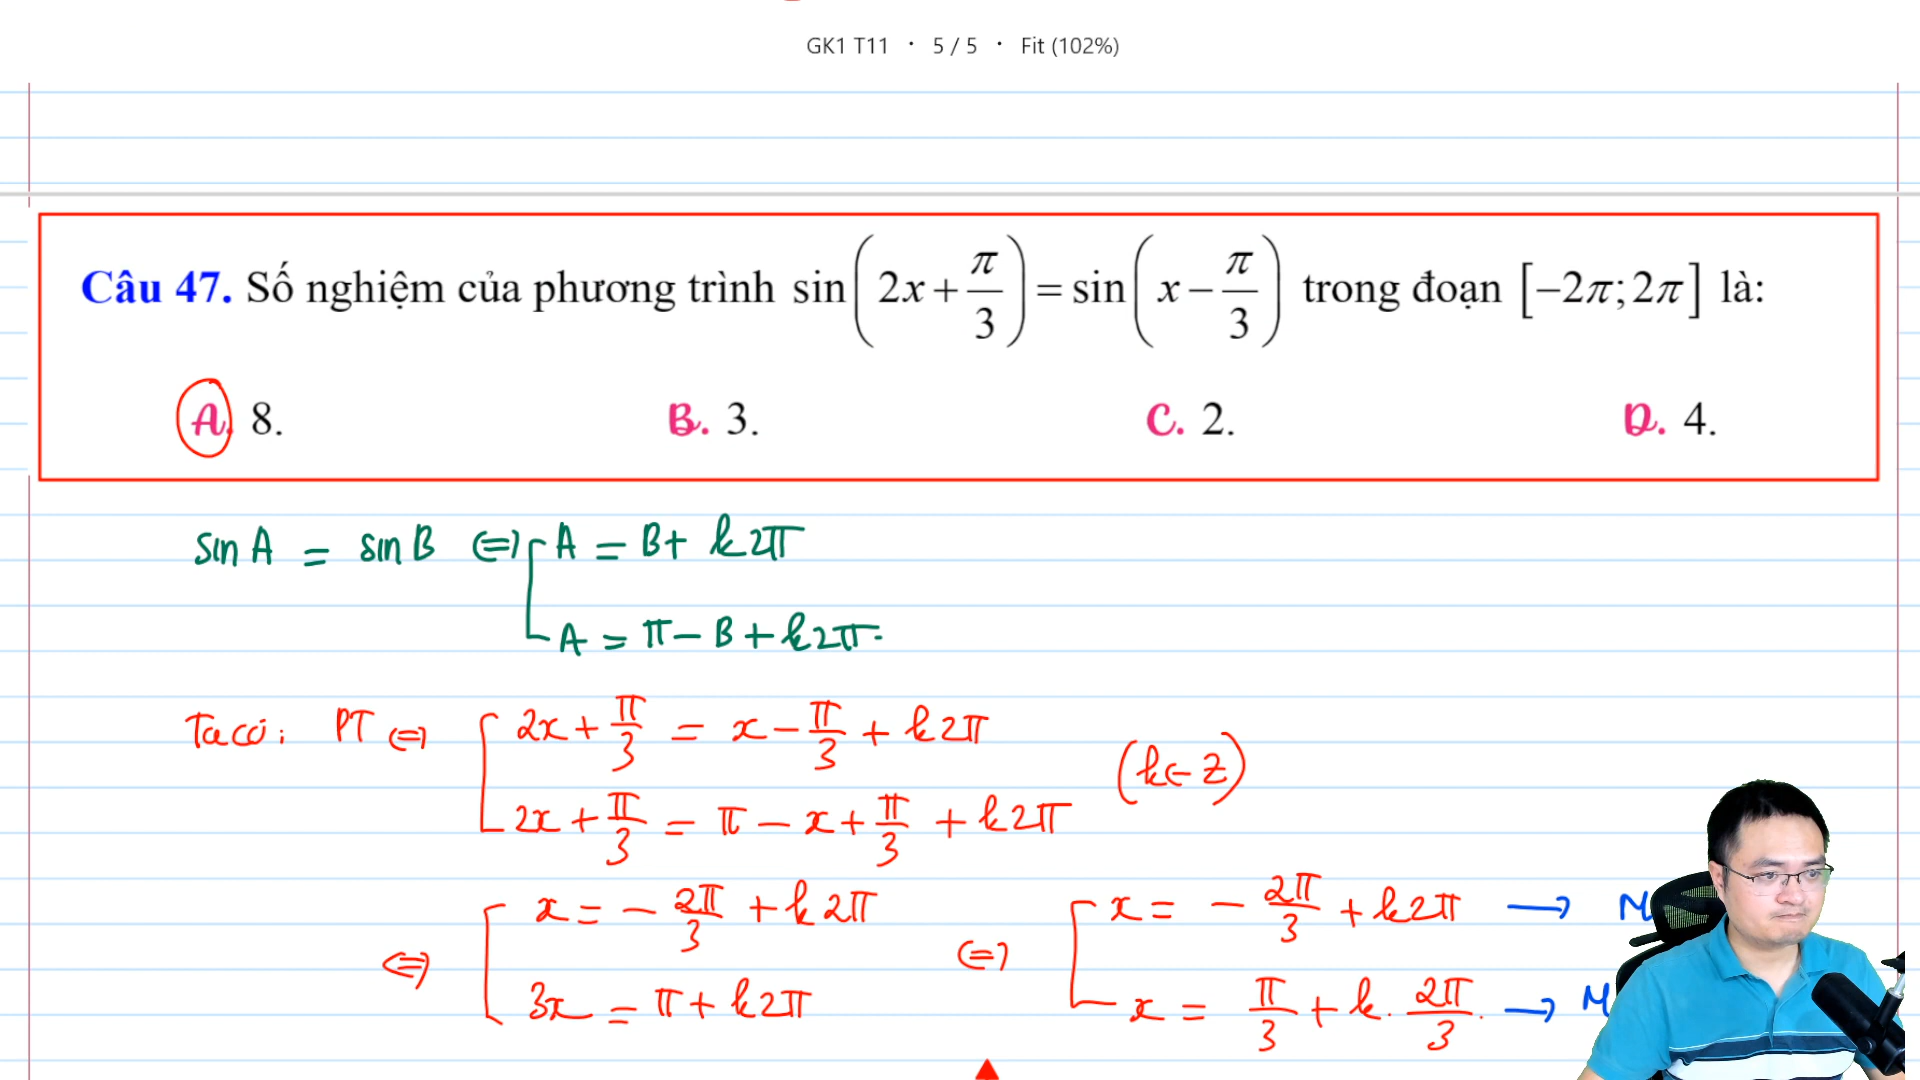 GK1 T11 · 5 / 5 · Fit (102%)
Câu 47. Số nghiệm của phương trình sin(2x + π/3) = sin(x − π/3) trong đoạn [−2π; 2π] là:
A. 8. B. 3. C. 2. D. 4.
sin A = sin B ⇔ [ A = B + k2π
A = π − B + k2π.
Ta có: PT ⇔ [ 2x + π/3 = x − π/3 + k2π
(k ∈ Z)
2x + π/3 = π − x + π/3 + k2π
⇔ [ x = − 2π/3 + k2π
3x = π + k2π
⇔ [ x = − 2π/3 + k2π →
x = π/3 + k. 2π/3. →